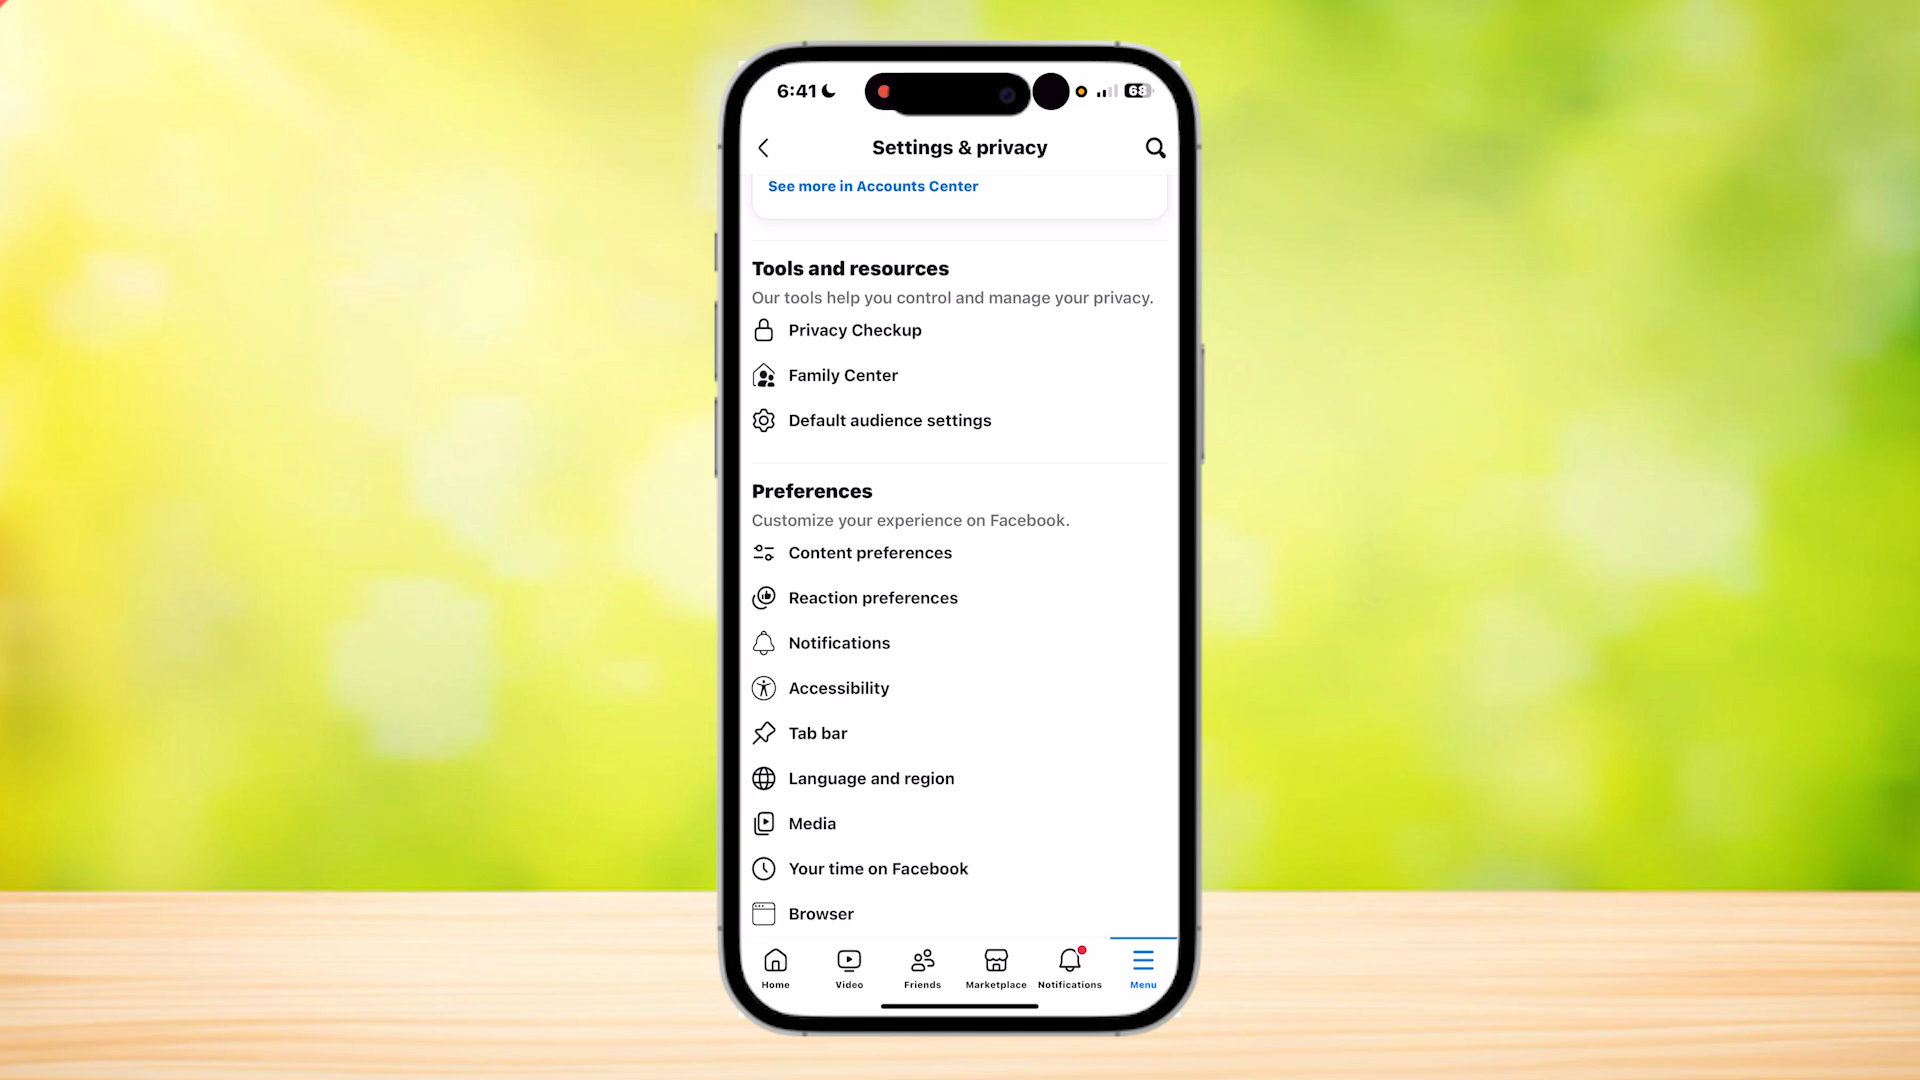 6:41
68
Settings & privacy
See more in Accounts Center
Tools and resources
Our tools help you control and manage your privacy.
Privacy Checkup
Family Center
Default audience settings
Preferences
Customize your experience on Facebook.
Content preferences
Reaction preferences
Notifications
Accessibility
Tab bar
Language and region
Media
Your time on Facebook
Browser
Home Video Friends Marketplace Notifications Menu